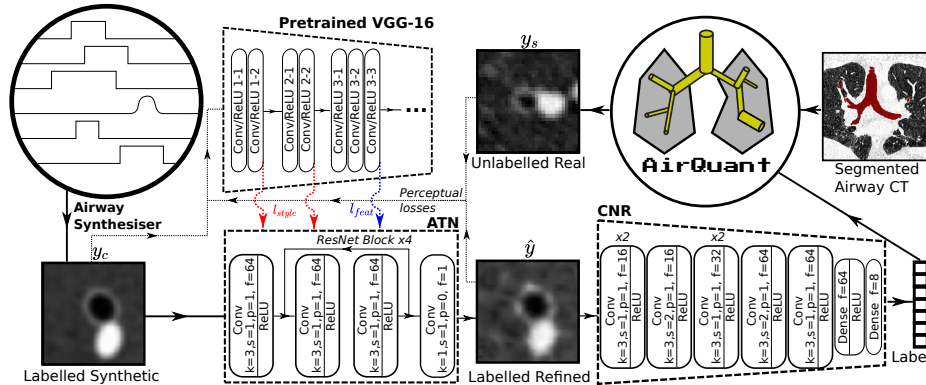 Pretrained VGG-16
Conv/ReLU 1-1
Conv/ReLU 1-2
Conv/ReLU 2-1
Conv/ReLU 2-2
Conv/ReLU 3-1
Conv/ReLU 3-2
Conv/ReLU 3-3
y_s
Unlabelled Real
AirQuant
Segmented
Airway CT
Airway
Synthesiser
l_style
l_feat
Perceptual
losses
y_c
Labelled Synthetic
ATN
ResNet Block x4
Conv
k=3,s=1,p=1, f=64
ReLU
Conv
k=3,s=1,p=1, f=64
ReLU
Conv
k=3,s=1,p=1, f=64
ReLU
Conv
k=1,s=1,p=0, f=1
ŷ
Labelled Refined
CNR
x2
x2
Conv
k=3,s=1,p=1, f=16
ReLU
Conv
k=3,s=2,p=1, f=16
ReLU
Conv
k=3,s=1,p=1, f=32
ReLU
Conv
k=3,s=2,p=1, f=64
ReLU
Conv
k=3,s=1,p=1, f=64
ReLU
Dense f=64
ReLU
Dense f=8
Labe